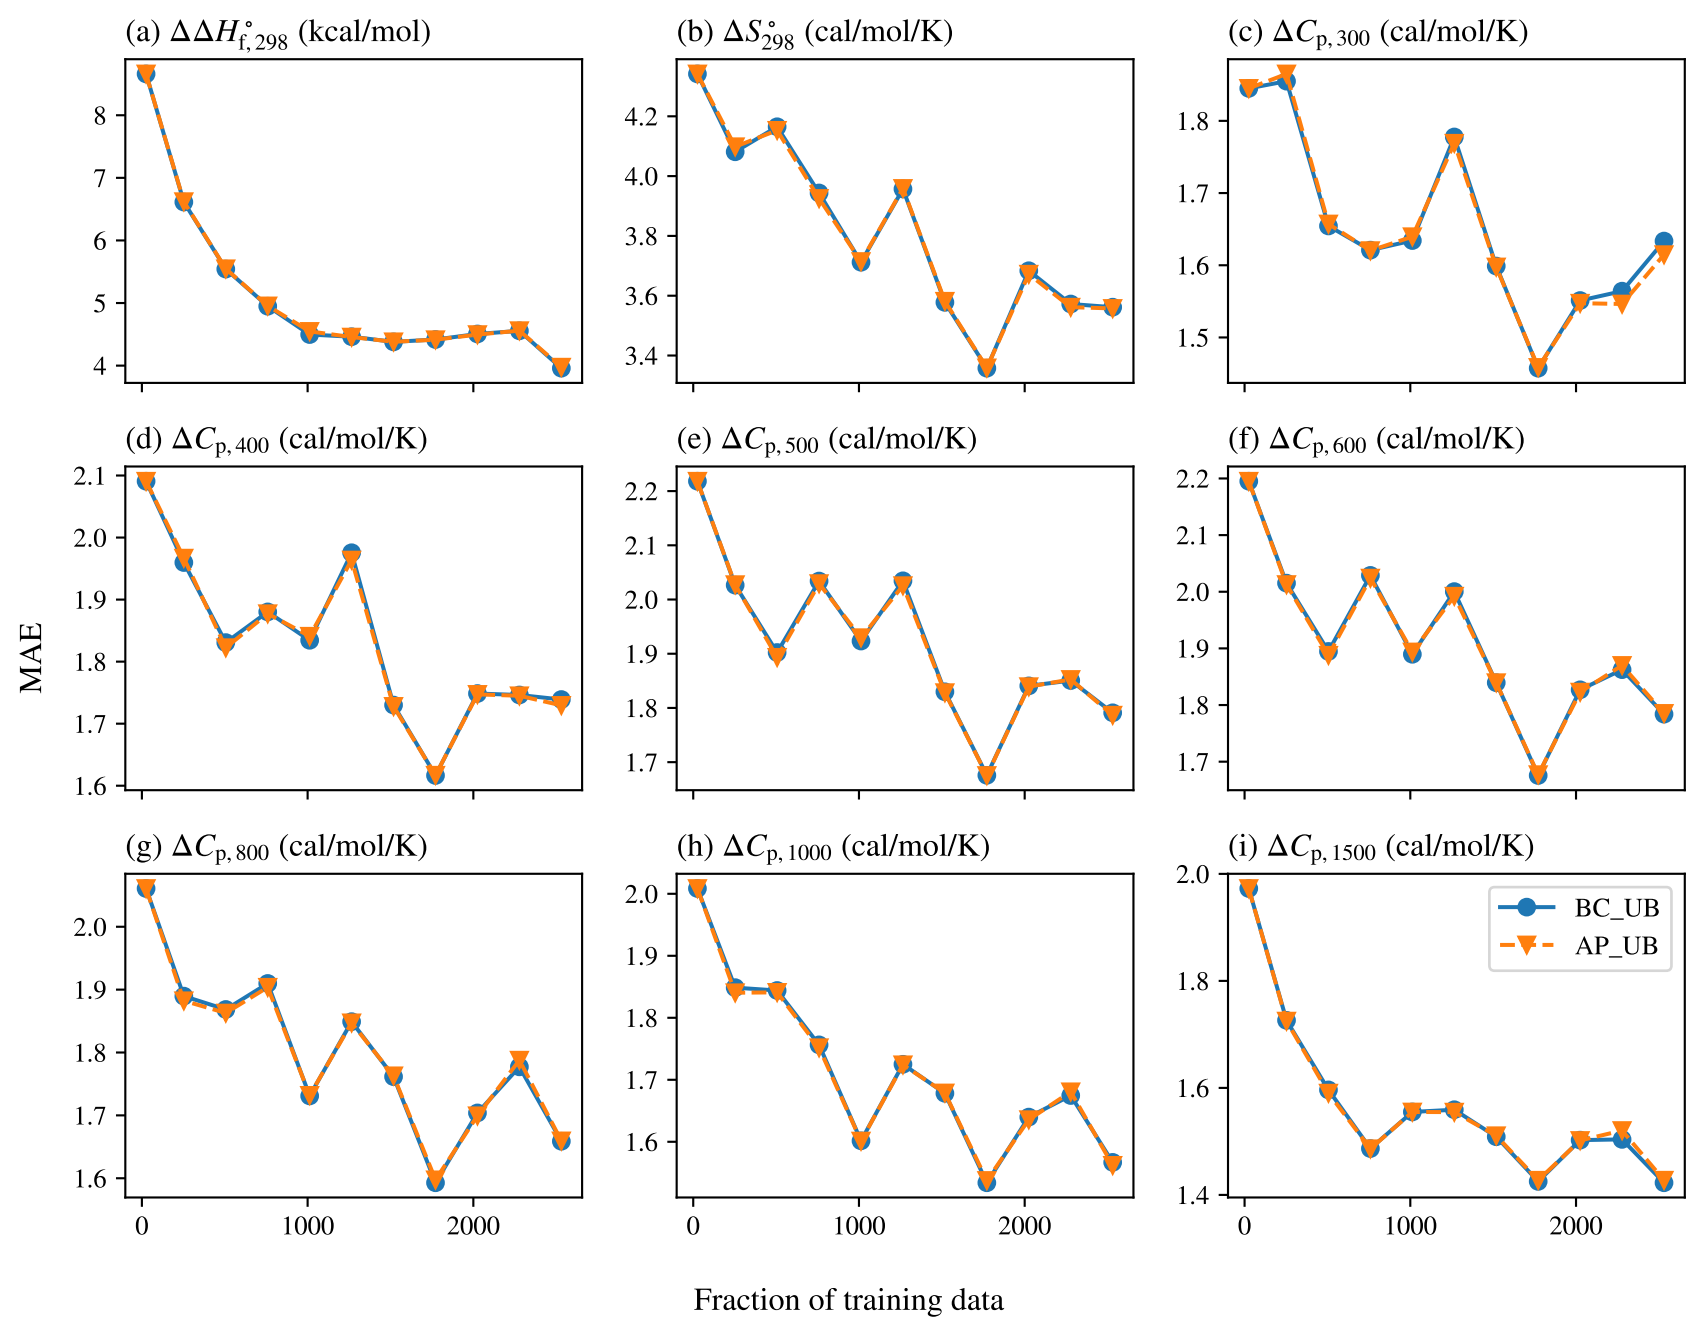 (a) ΔΔH°f, 298 (kcal/mol)
(b) ΔS°298 (cal/mol/K)
(c) ΔCp, 300 (cal/mol/K)
8
7
6
5
4
4.2
4.0
3.8
3.6
3.4
1.8
1.7
1.6
1.5
(d) ΔCp, 400 (cal/mol/K)
(e) ΔCp, 500 (cal/mol/K)
(f) ΔCp, 600 (cal/mol/K)
MAE
2.1
2.0
1.9
1.8
1.7
1.6
2.2
2.1
2.0
1.9
1.8
1.7
2.2
2.1
2.0
1.9
1.8
1.7
(g) ΔCp, 800 (cal/mol/K)
(h) ΔCp, 1000 (cal/mol/K)
(i) ΔCp, 1500 (cal/mol/K)
2.0
1.9
1.8
1.7
1.6
0 1000 2000
2.0
1.9
1.8
1.7
1.6
0 1000 2000
2.0
1.8
1.6
1.4
BC_UB
AP_UB
0 1000 2000
Fraction of training data